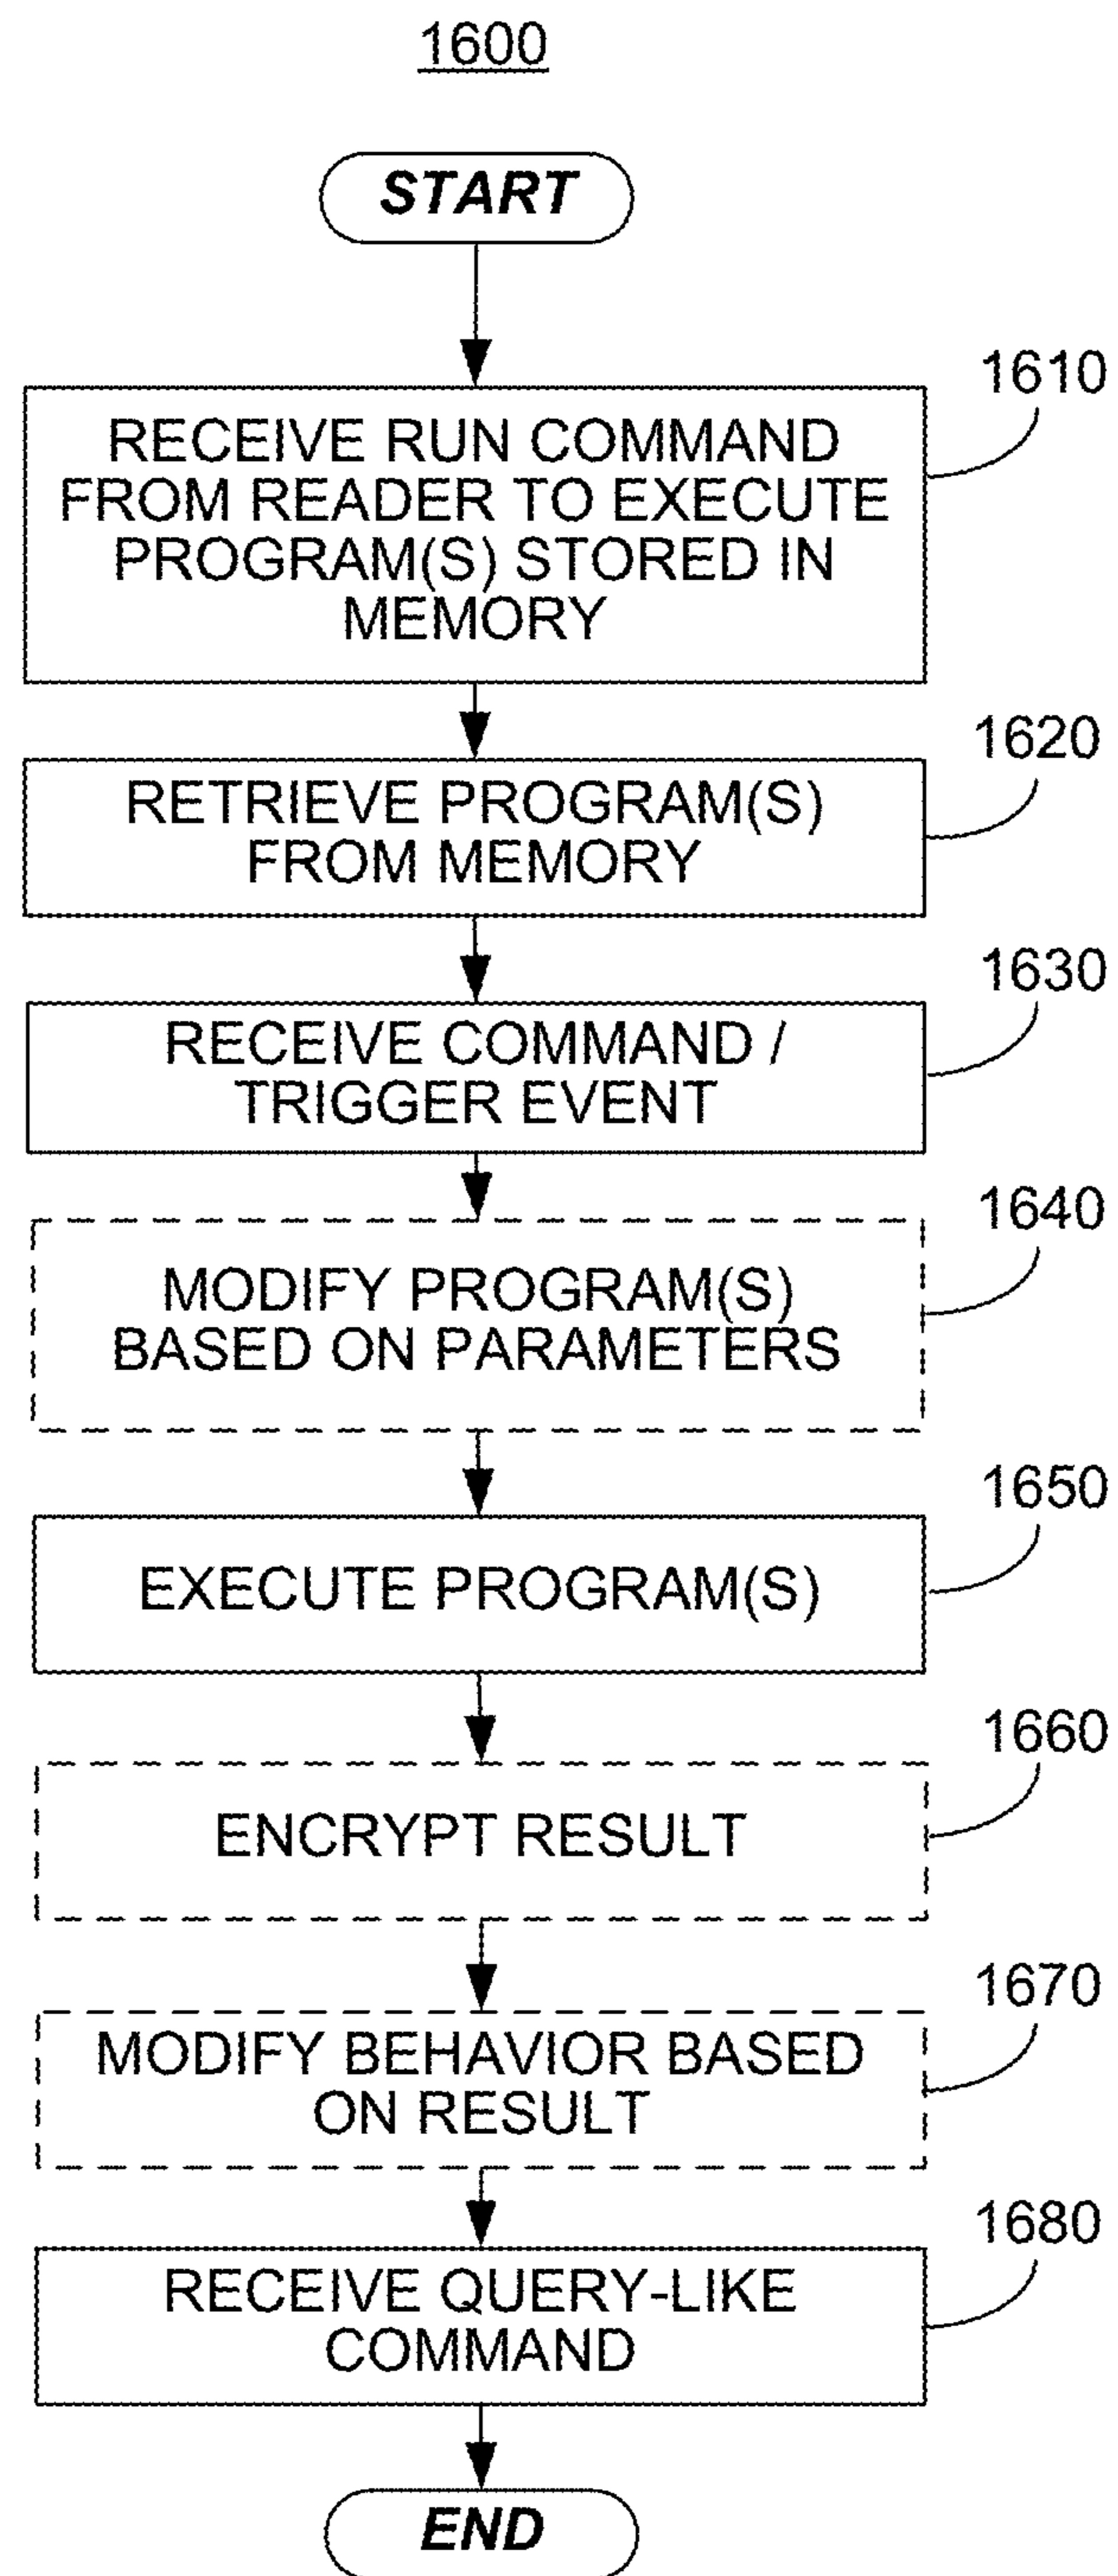 1600
START
1610
RECEIVE RUN COMMAND
FROM READER TO EXECUTE
PROGRAM(S) STORED IN
MEMORY
1620
RETRIEVE PROGRAM(S)
FROM MEMORY
1630
RECEIVE COMMAND /
TRIGGER EVENT
1640
MODIFY PROGRAM(S)
BASED ON PARAMETERS
1650
EXECUTE PROGRAM(S)
1660
ENCRYPT RESULT
1670
MODIFY BEHAVIOR BASED
ON RESULT
1680
RECEIVE QUERY-LIKE
COMMAND
END